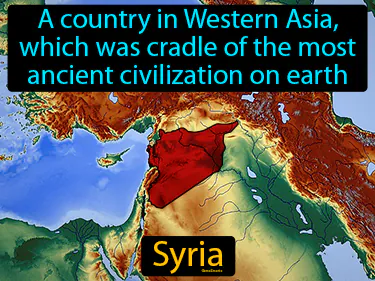 A country in Western Asia,
which was cradle of the most
ancient civilization on earth
Syria